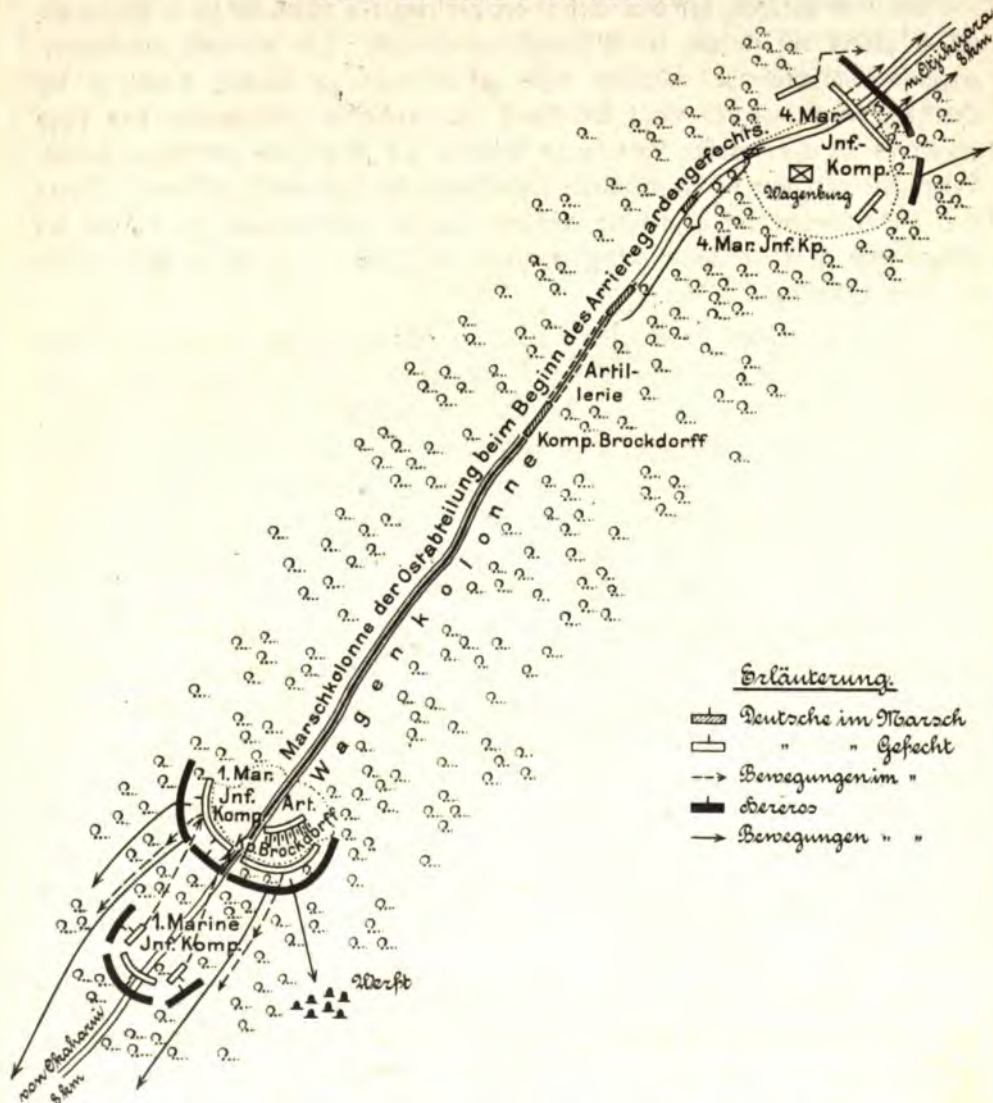 n. Otjikuara
8 km
4. Mar.
Jnf.-
Komp.
Wagenburg
4. Mar. Jnf. Kp.
Marschkolonne der Ostabteilung beim Beginn des Arrieregardengefechts
Artil-
lerie
Komp. Brockdorff
Wagenkolonne
1. Mar.
Jnf.
Komp.
Art.
Kp. Brockdorff
1. Marine
Jnf. Komp.
Werft
von Okaharui
8 km
Erläuterung.
Deutsche im Marsch
" " Gefecht
Bewegungen im "
Hereros
Bewegungen " "